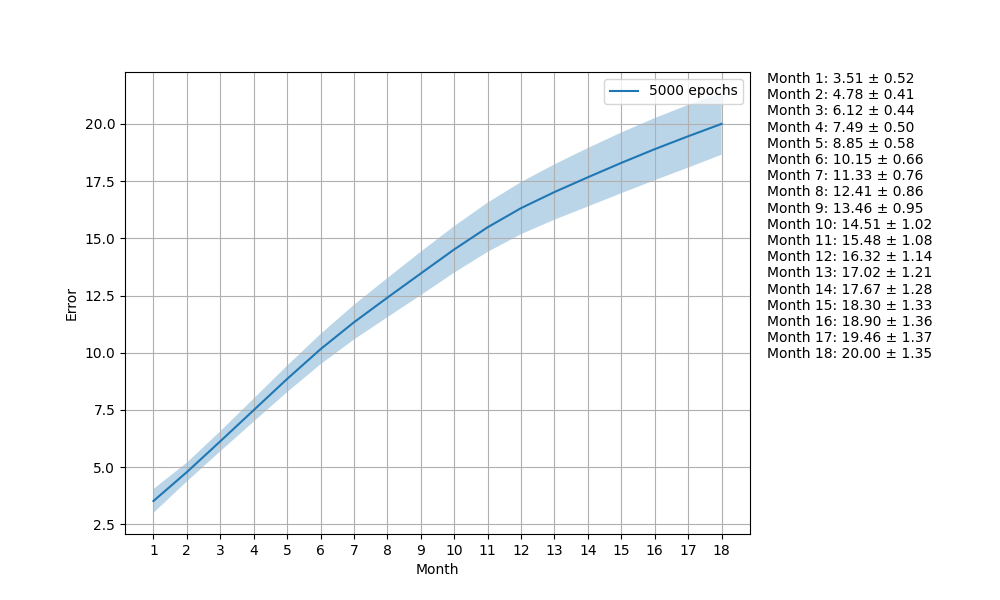 5000 epochs
20.0
17.5
15.0
12.5
10.0
7.5
5.0
2.5
Error
1 2 3 4 5 6 7 8 9 10 11 12 13 14 15 16 17 18
Month
Month 1: 3.51 ± 0.52
Month 2: 4.78 ± 0.41
Month 3: 6.12 ± 0.44
Month 4: 7.49 ± 0.50
Month 5: 8.85 ± 0.58
Month 6: 10.15 ± 0.66
Month 7: 11.33 ± 0.76
Month 8: 12.41 ± 0.86
Month 9: 13.46 ± 0.95
Month 10: 14.51 ± 1.02
Month 11: 15.48 ± 1.08
Month 12: 16.32 ± 1.14
Month 13: 17.02 ± 1.21
Month 14: 17.67 ± 1.28
Month 15: 18.30 ± 1.33
Month 16: 18.90 ± 1.36
Month 17: 19.46 ± 1.37
Month 18: 20.00 ± 1.35